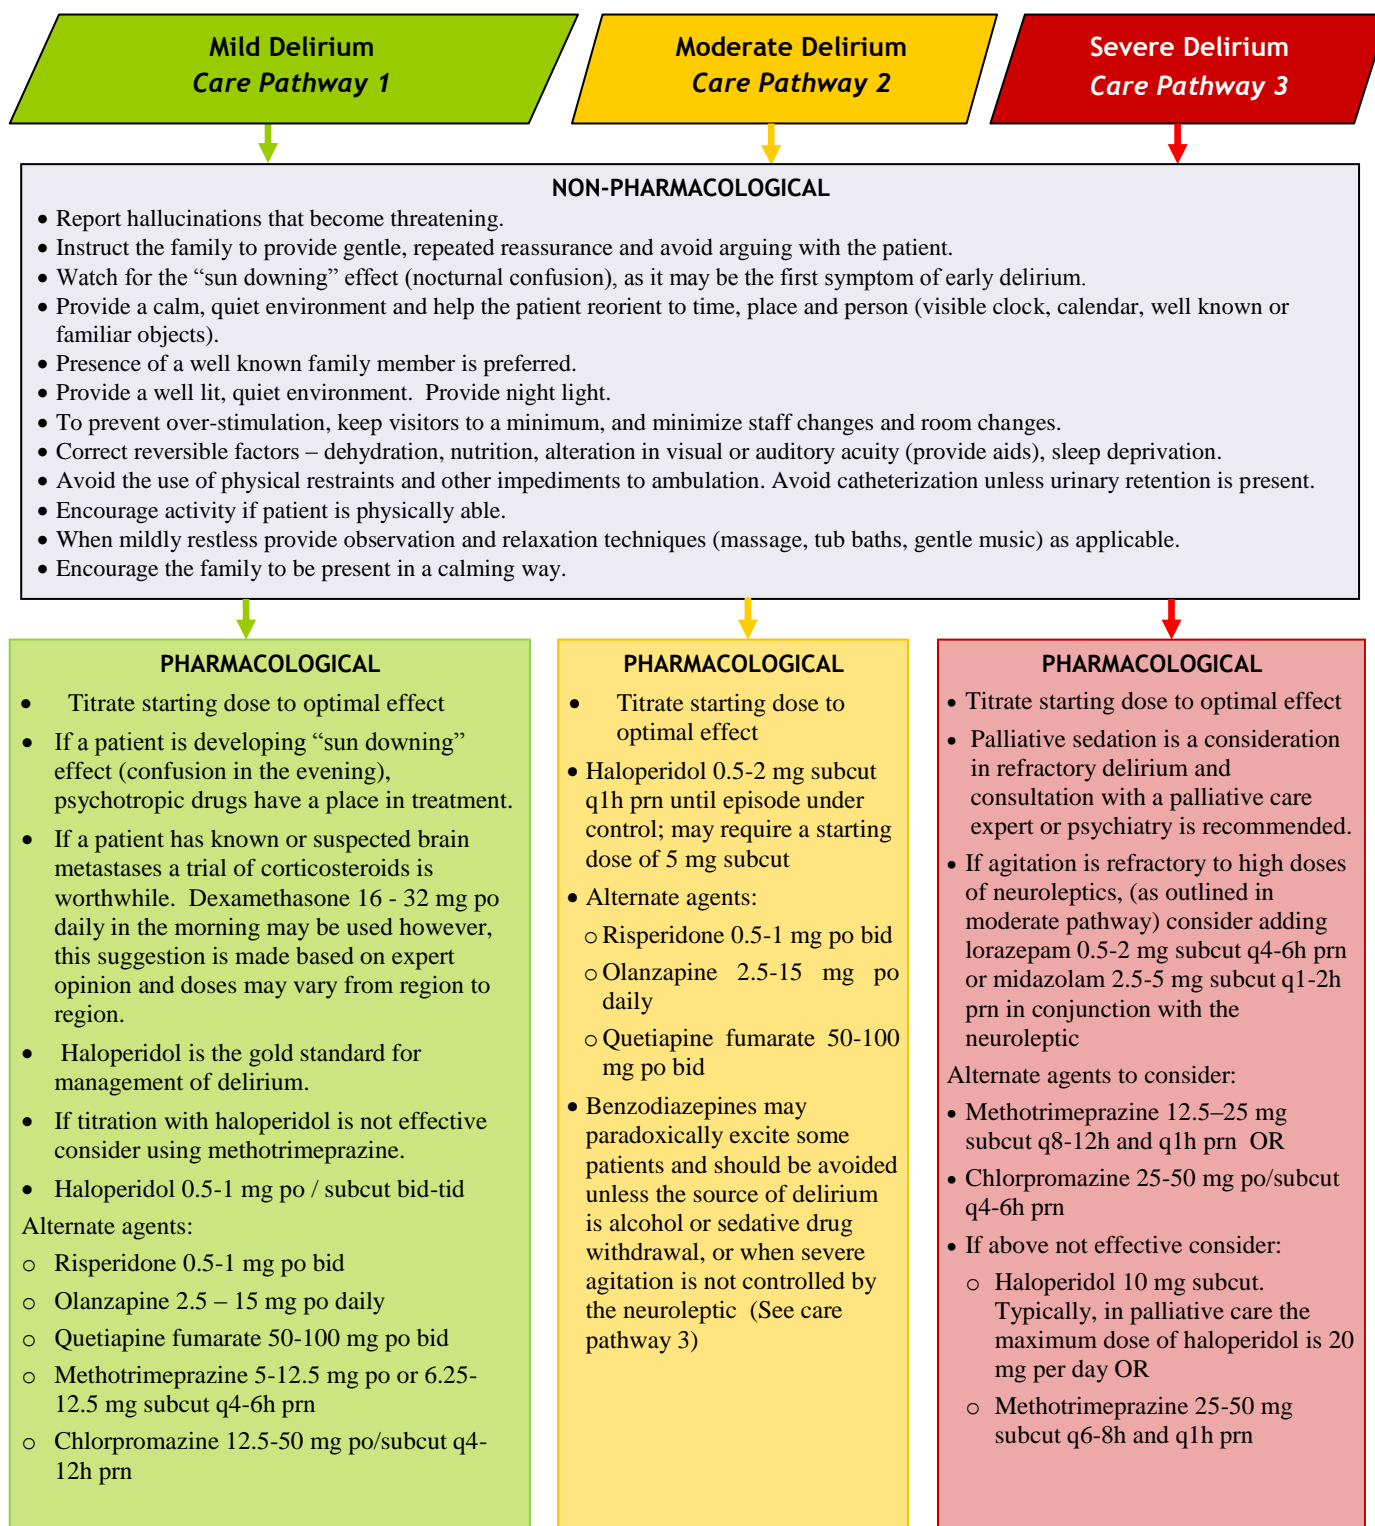 Mild Delirium
Care Pathway 1
Moderate Delirium
Care Pathway 2
Severe Delirium
Care Pathway 3
NON-PHARMACOLOGICAL
• Report hallucinations that become threatening.
• Instruct the family to provide gentle, repeated reassurance and avoid arguing with the patient.
• Watch for the “sun downing” effect (nocturnal confusion), as it may be the first symptom of early delirium.
• Provide a calm, quiet environment and help the patient reorient to time, place and person (visible clock, calendar, well known or
familiar objects).
• Presence of a well known family member is preferred.
• Provide a well lit, quiet environment.  Provide night light.
• To prevent over-stimulation, keep visitors to a minimum, and minimize staff changes and room changes.
• Correct reversible factors – dehydration, nutrition, alteration in visual or auditory acuity (provide aids), sleep deprivation.
• Avoid the use of physical restraints and other impediments to ambulation. Avoid catheterization unless urinary retention is present.
• Encourage activity if patient is physically able.
• When mildly restless provide observation and relaxation techniques (massage, tub baths, gentle music) as applicable.
• Encourage the family to be present in a calming way.
PHARMACOLOGICAL
• Titrate starting dose to optimal effect
• If a patient is developing “sun downing”
effect (confusion in the evening),
psychotropic drugs have a place in treatment.
• If a patient has known or suspected brain
metastases a trial of corticosteroids is
worthwhile.  Dexamethasone 16 - 32 mg po
daily in the morning may be used however,
this suggestion is made based on expert
opinion and doses may vary from region to
region.
• Haloperidol is the gold standard for
management of delirium.
• If titration with haloperidol is not effective
consider using methotrimeprazine.
• Haloperidol 0.5-1 mg po / subcut bid-tid
Alternate agents:
o Risperidone 0.5-1 mg po bid
o Olanzapine 2.5 – 15 mg po daily
o Quetiapine fumarate 50-100 mg po bid
o Methotrimeprazine 5-12.5 mg po or 6.25-
12.5 mg subcut q4-6h prn
o Chlorpromazine 12.5-50 mg po/subcut q4-
12h prn
PHARMACOLOGICAL
• Titrate starting dose to
optimal effect
• Haloperidol 0.5-2 mg subcut
q1h prn until episode under
control; may require a starting
dose of 5 mg subcut
• Alternate agents:
o Risperidone 0.5-1 mg po bid
o Olanzapine 2.5-15 mg po
daily
o Quetiapine fumarate 50-100
mg po bid
• Benzodiazepines may
paradoxically excite some
patients and should be avoided
unless the source of delirium
is alcohol or sedative drug
withdrawal, or when severe
agitation is not controlled by
the neuroleptic  (See care
pathway 3)
PHARMACOLOGICAL
• Titrate starting dose to optimal effect
• Palliative sedation is a consideration
in refractory delirium and
consultation with a palliative care
expert or psychiatry is recommended.
• If agitation is refractory to high doses
of neuroleptics, (as outlined in
moderate pathway) consider adding
lorazepam 0.5-2 mg subcut q4-6h prn
or midazolam 2.5-5 mg subcut q1-2h
prn in conjunction with the
neuroleptic
Alternate agents to consider:
• Methotrimeprazine 12.5–25 mg
subcut q8-12h and q1h prn  OR
• Chlorpromazine 25-50 mg po/subcut
q4-6h prn
• If above not effective consider:
o Haloperidol 10 mg subcut.
Typically, in palliative care the
maximum dose of haloperidol is 20
mg per day OR
o Methotrimeprazine 25-50 mg
subcut q6-8h and q1h prn